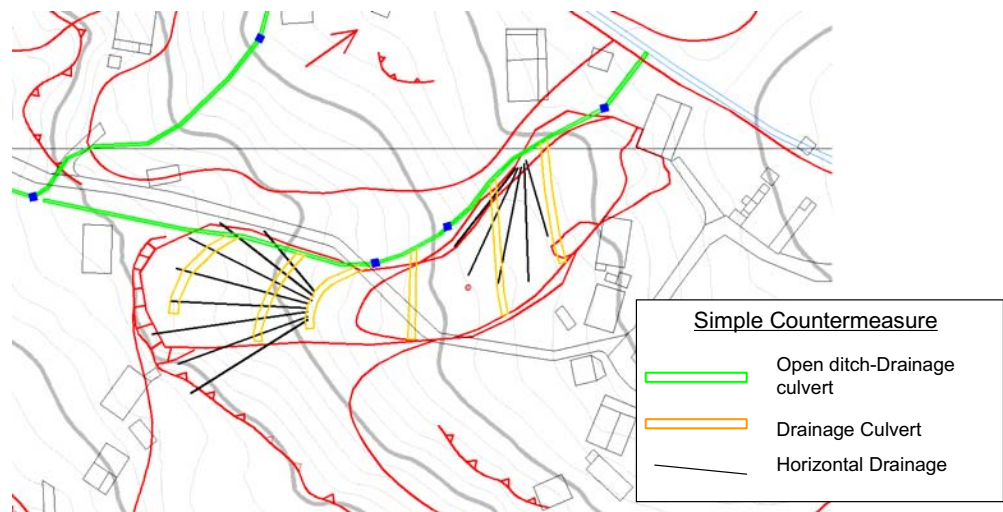 Simple Countermeasure
Open ditch-Drainage
culvert
Drainage Culvert
Horizontal Drainage